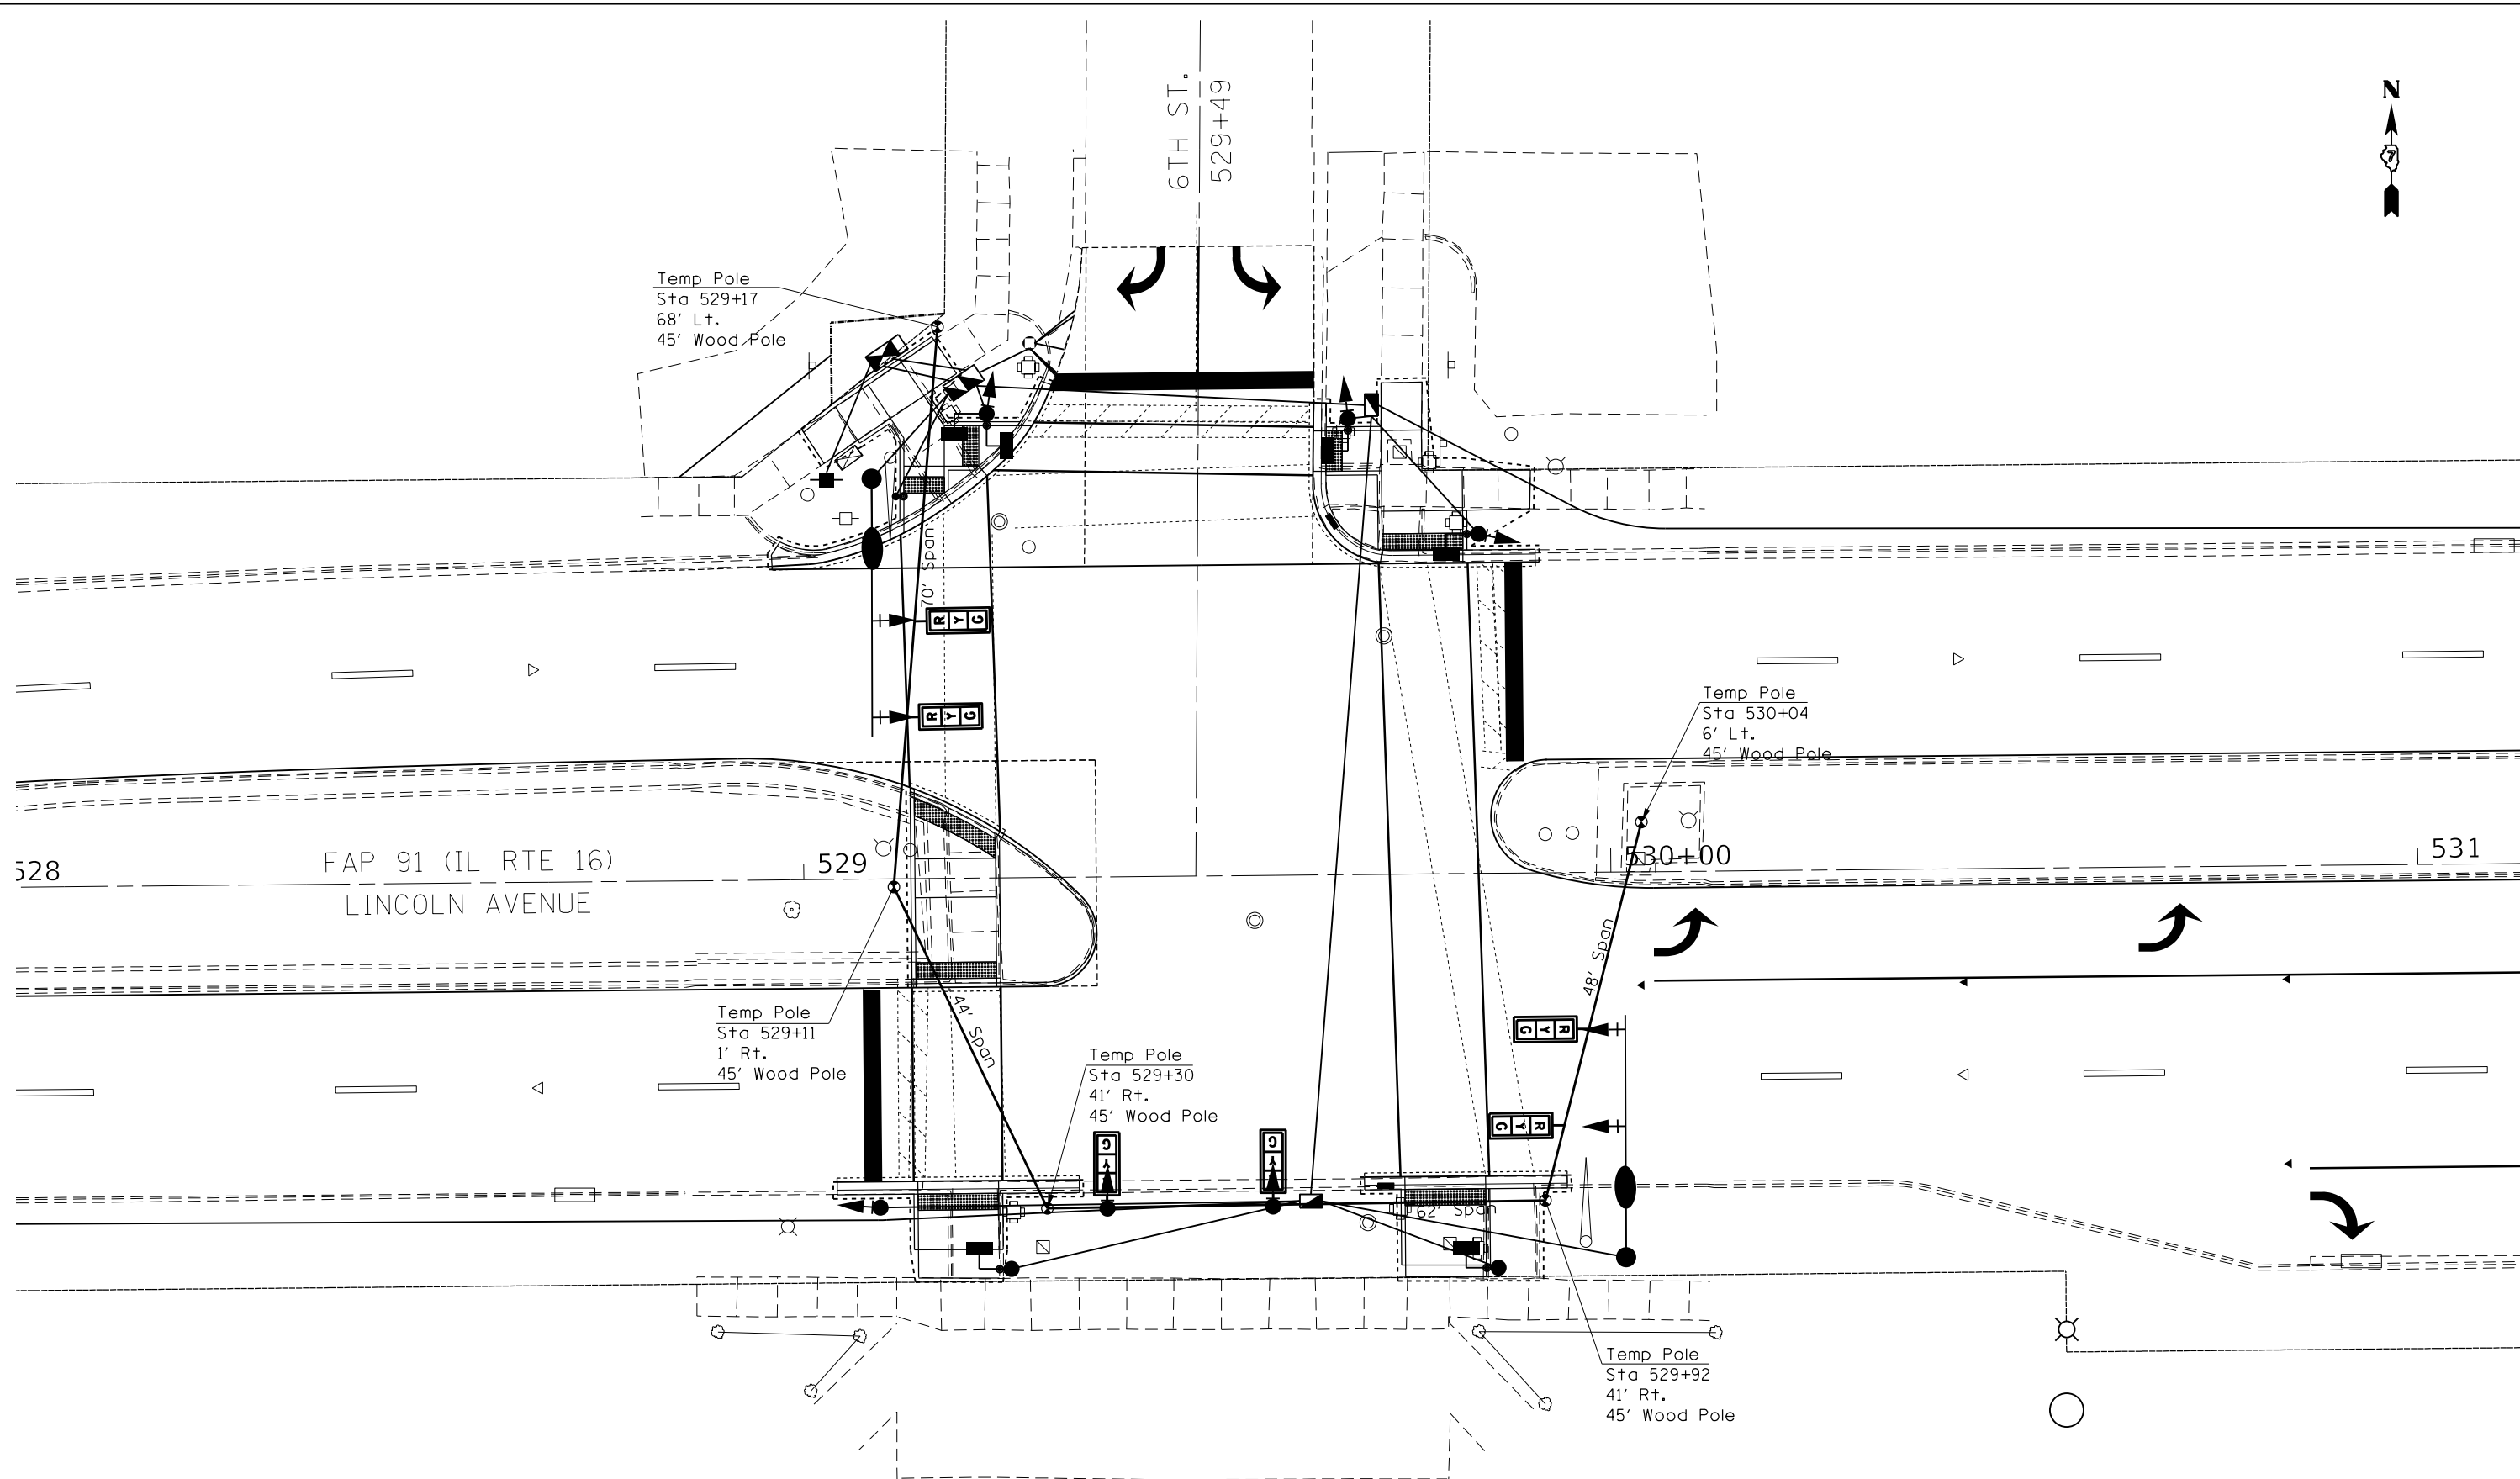 6TH ST.
529+49
N
7
Temp Pole
Sta 529+17
68' Lt.
45' Wood Pole
70' Span
R Y G
R Y G
Temp Pole
Sta 530+04
6' Lt.
45' Wood Pole
528
FAP 91 (IL RTE 16)
LINCOLN AVENUE
529
530+00
531
48' Span
44' Span
Temp Pole
Sta 529+11
1' Rt.
45' Wood Pole
R Y G
Temp Pole
Sta 529+30
41' Rt.
45' Wood Pole
R Y G
G Y
G Y
62' Span
Temp Pole
Sta 529+92
41' Rt.
45' Wood Pole